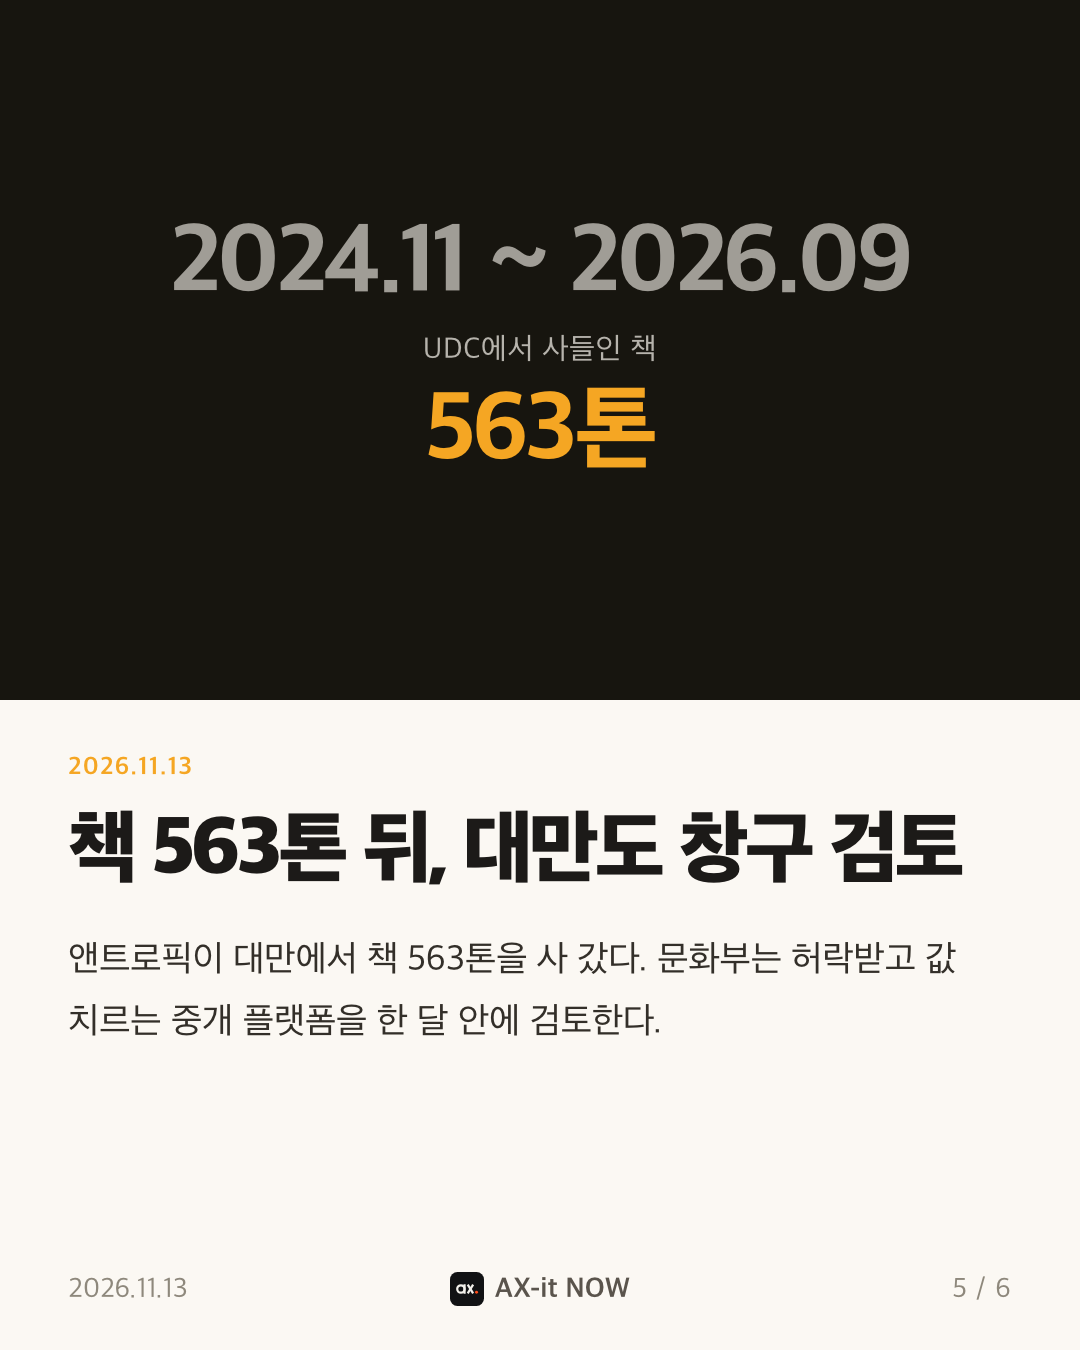 2024.11 ~ 2026.09
UDC에서 사들인 책
563톤
2026.11.13
책 563톤 뒤, 대만도 창구 검토
앤트로픽이 대만에서 책 563톤을 사 갔다. 문화부는 허락받고 값
치르는 중개 플랫폼을 한 달 안에 검토한다.
2026.11.13
ax.
AX-it NOW
5 / 6